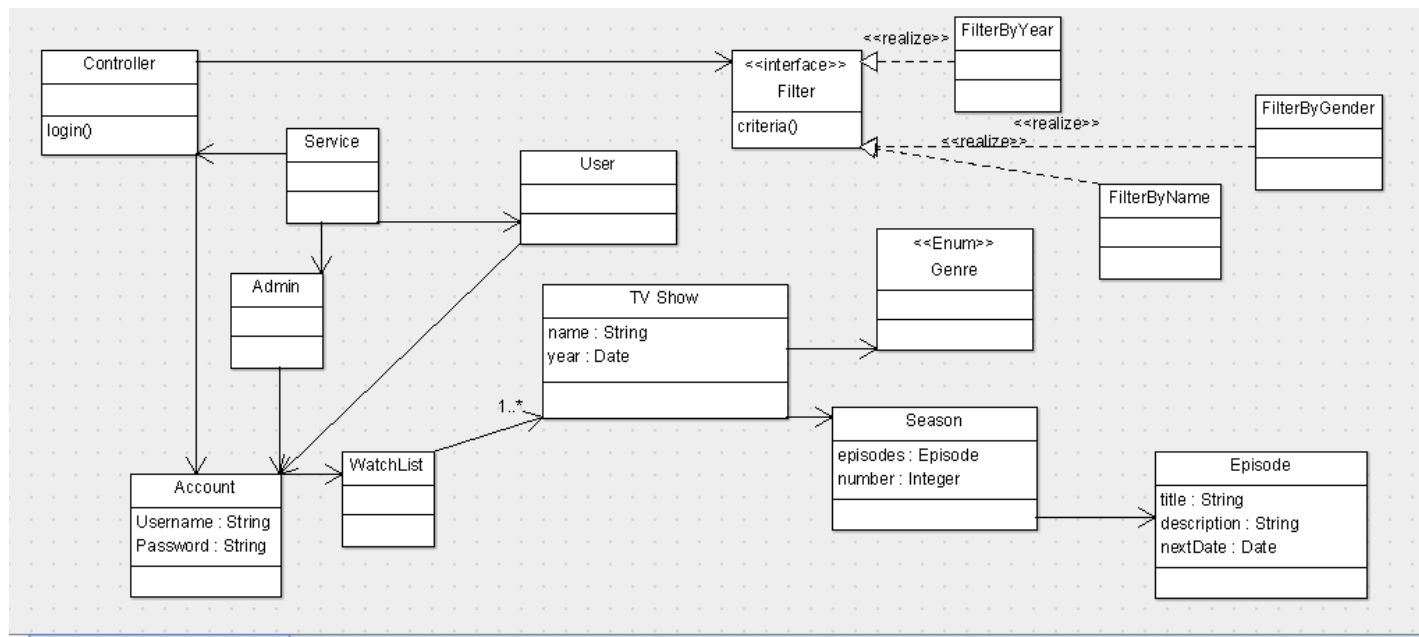 Controller
login()
Service
User
Admin
<<interface>>
Filter
criteria()
<<realize>>
FilterByYear
<<realize>>
<<realize>>
FilterByGender
FilterByName
<<Enum>>
Genre
TV Show
name : String
year : Date
1..*
Season
episodes : Episode
number : Integer
Episode
title : String
description : String
nextDate : Date
WatchList
Account
Username : String
Password : String